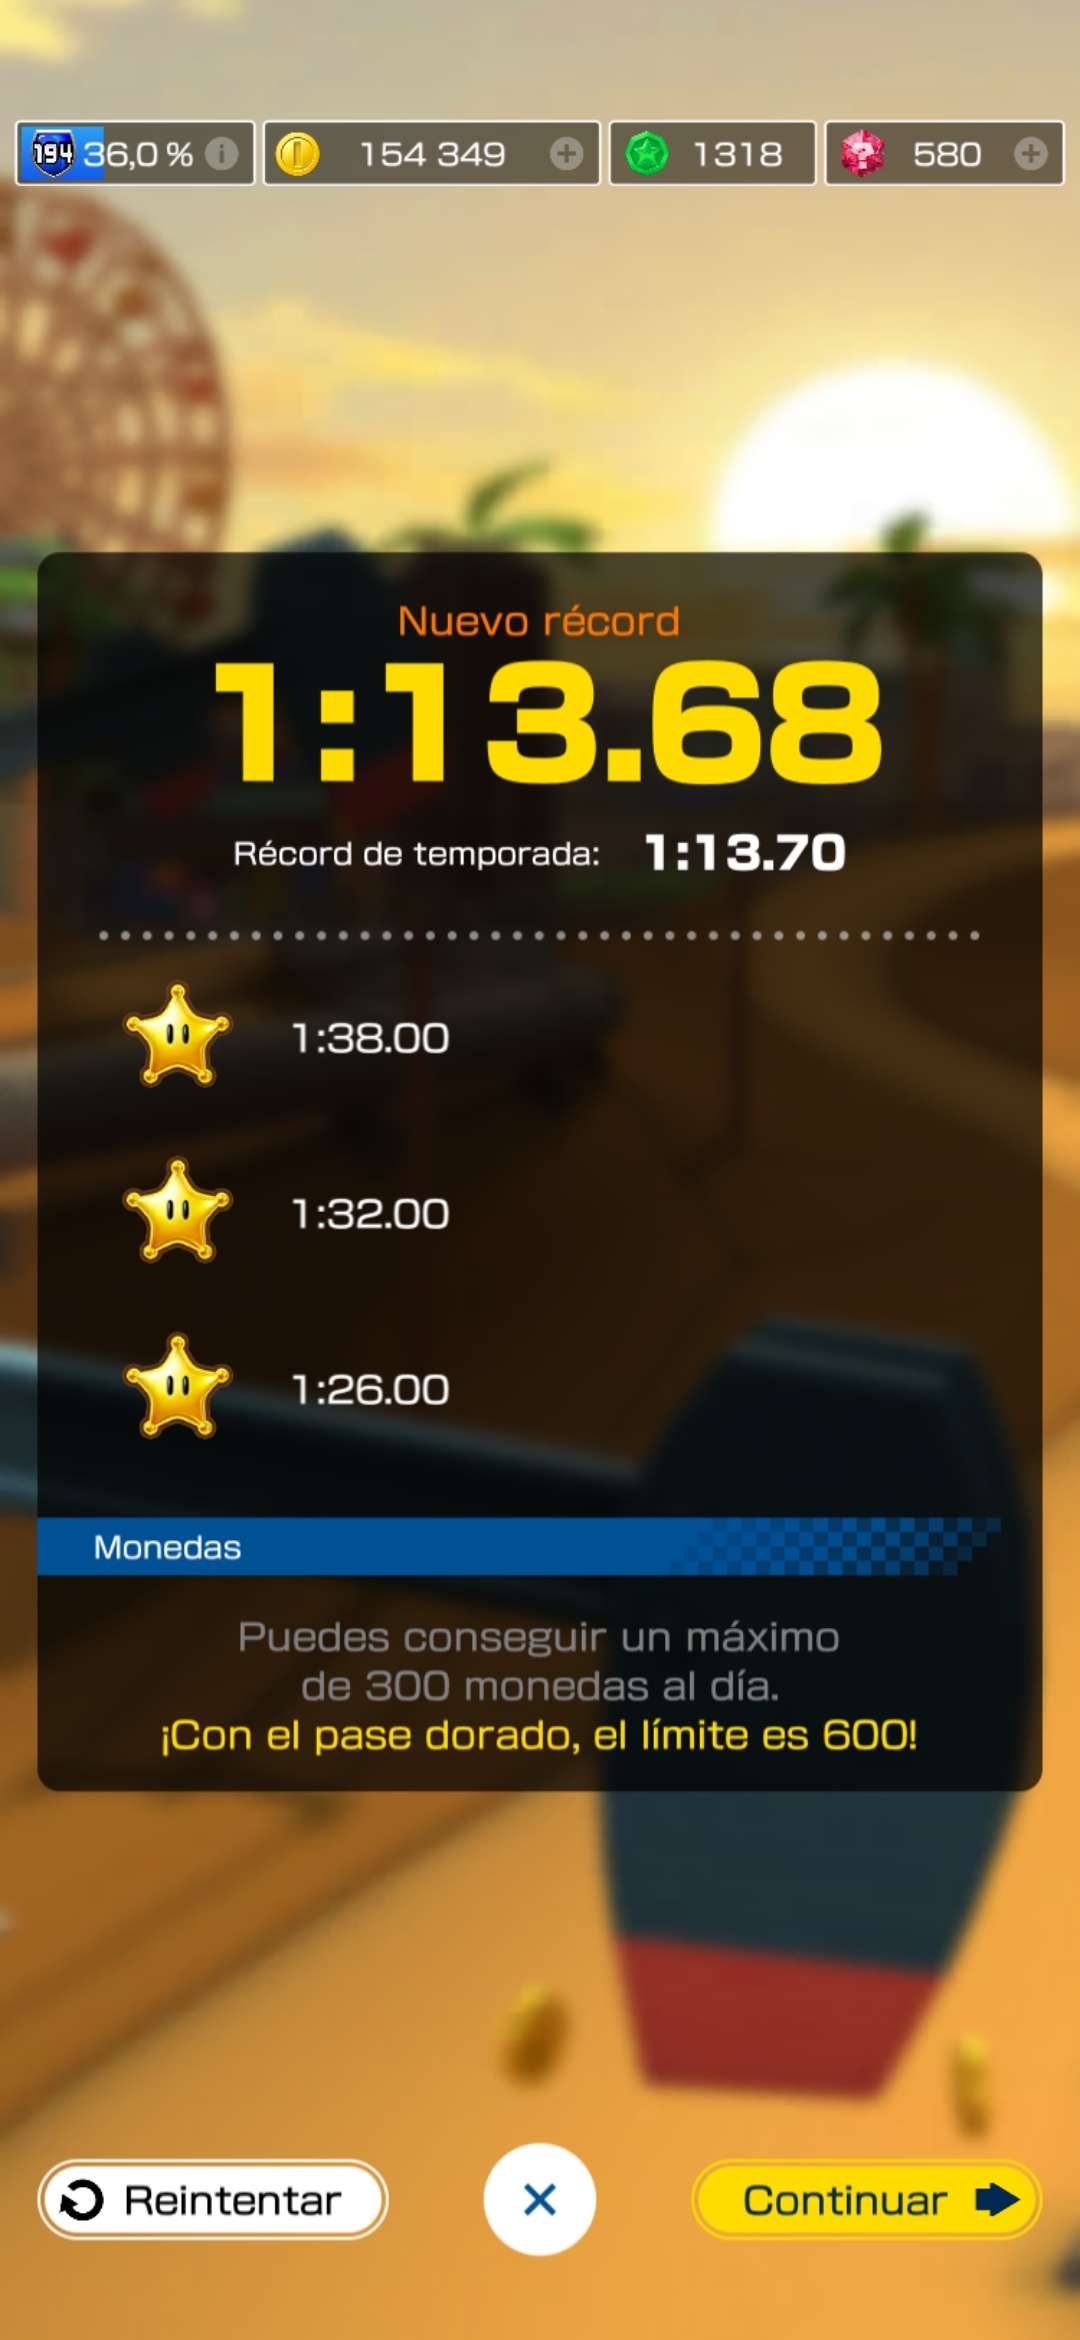 194 36,0 % i 154 349 + 1318 580 +
Nuevo récord
1:13.68
Récord de temporada: 1:13.70
1:38.00
1:32.00
1:26.00
Monedas
Puedes conseguir un máximo
de 300 monedas al día.
¡Con el pase dorado, el límite es 600!
Reintentar × Continuar